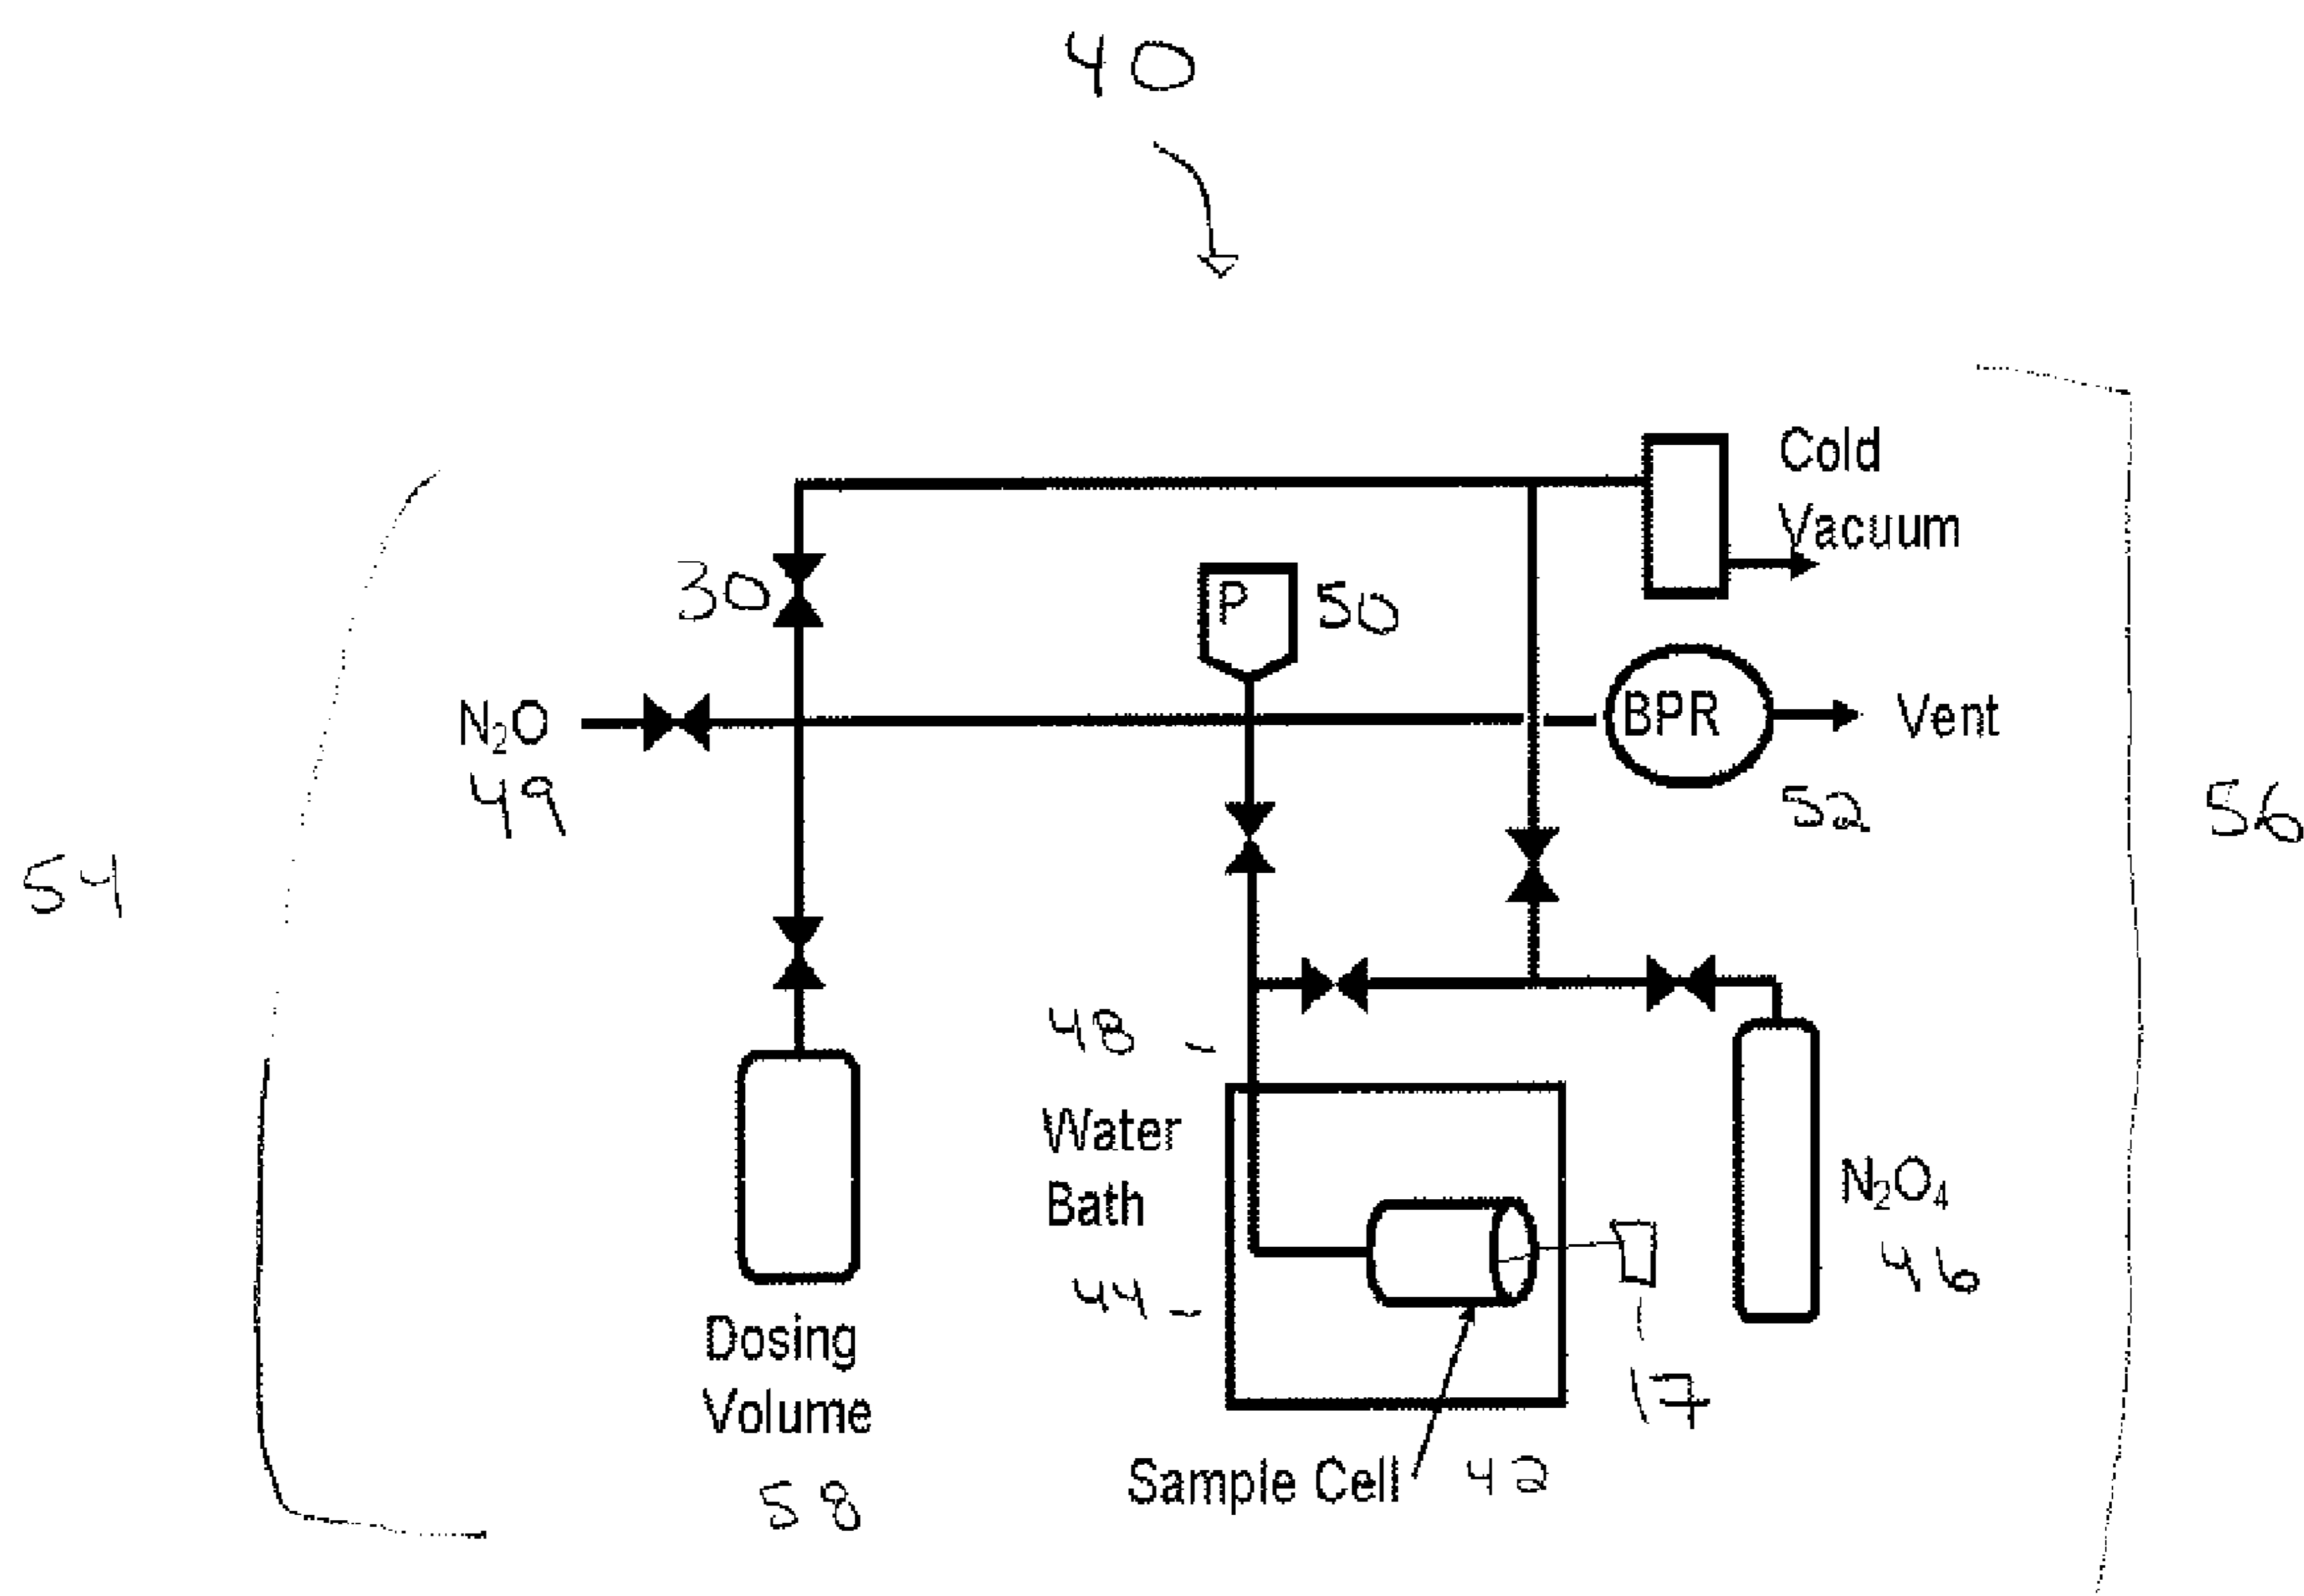 40
Cold
Vacuum
30
P
50
N₂O
BPR
Vent
49
52
54
56
48
Water
Bath
N₂O₄
44
46
Dosing
Volume
17
Sample Cell
42
58